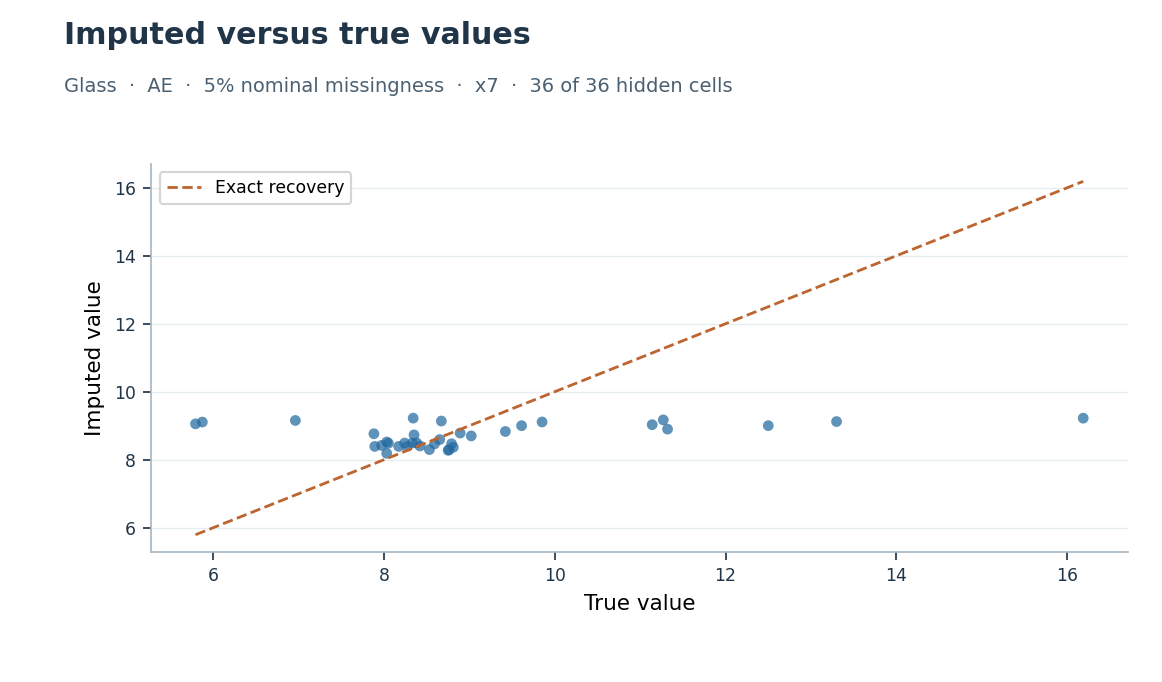 Imputed versus true values
Glass · AE · 5% nominal missingness · x7 · 36 of 36 hidden cells
Exact recovery
Imputed value
16
14
12
10
8
6
6 8 10 12 14 16
True value